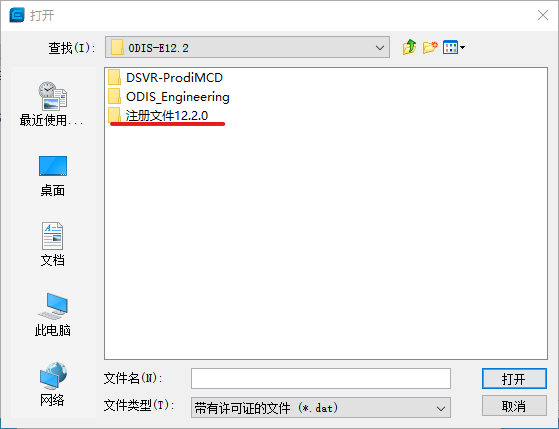 打开
查找(I):
ODIS-E12.2
DSVR-ProdiMCD
ODIS_Engineering
注册文件12.2.0
最近使用...
桌面
文档
此电脑
网络
文件名(N):
打开
文件类型(T):
带有许可证的文件 (*.dat)
取消